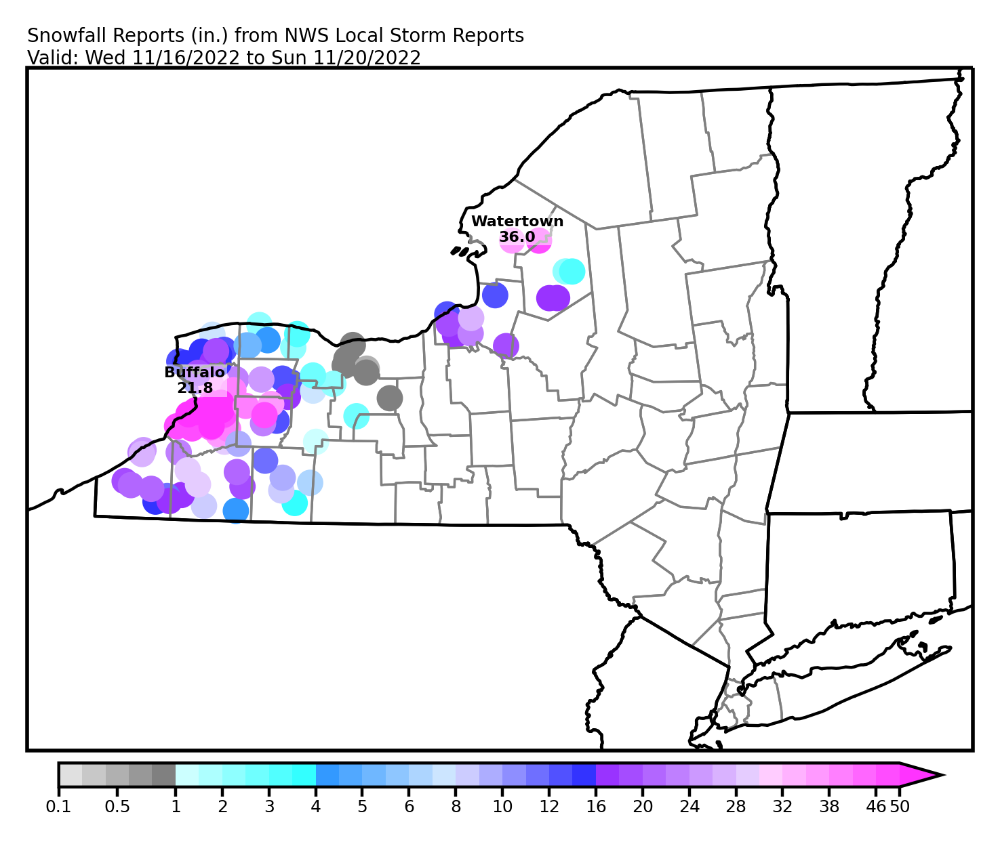 Snowfall Reports (in.) from NWS Local Storm Reports
Valid: Wed 11/16/2022 to Sun 11/20/2022
Watertown
36.0
Buffalo
21.8
0.1 0.5 1 2 3 4 5 6 8 10 12 16 20 24 28 32 38 46 50